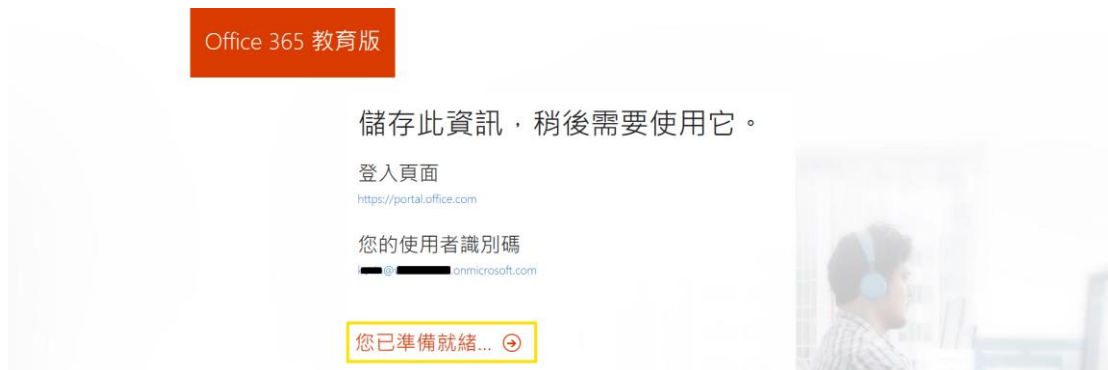 Office 365 教育版
儲存此資訊，稍後需要使用它。
登入頁面
https://portal.office.com
您的使用者識別碼
@ .onmicrosoft.com
您已準備就緒...